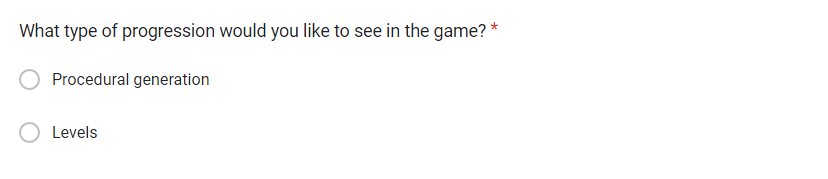 What type of progression would you like to see in the game? *
Procedural generation
Levels